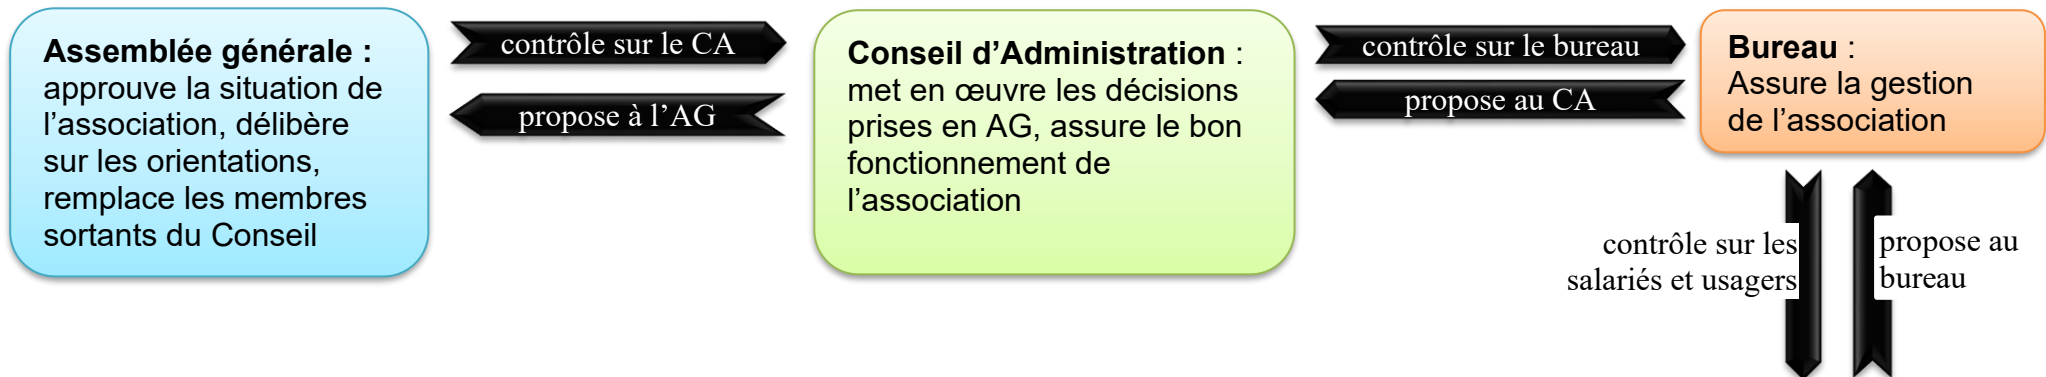 Assemblée générale :
approuve la situation de
l’association, délibère
sur les orientations,
remplace les membres
sortants du Conseil
contrôle sur le CA
propose à l’AG
Conseil d’Administration :
met en œuvre les décisions
prises en AG, assure le bon
fonctionnement de
l’association
contrôle sur le bureau
propose au CA
Bureau :
Assure la gestion
de l’association
contrôle sur les
salariés et usagers
propose au
bureau